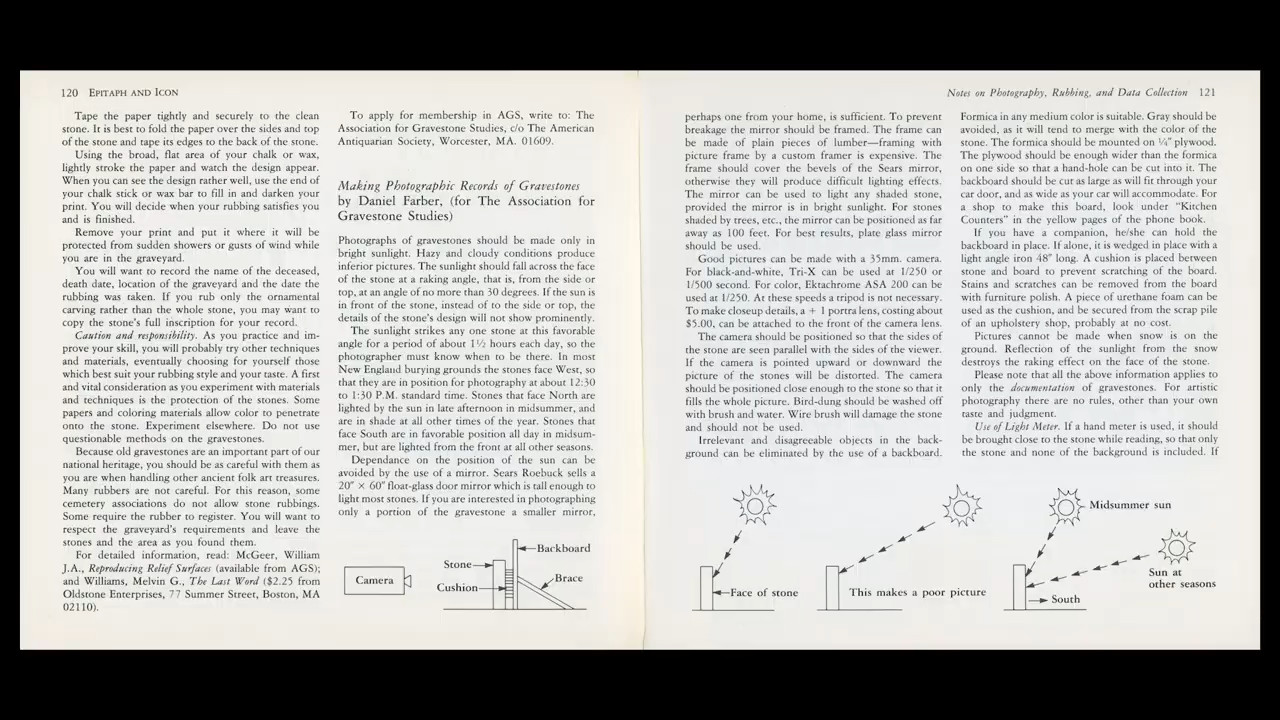 120 EPITAPH AND ICON
Tape the paper tightly and securely to the clean
stone. It is best to fold the paper over the sides and top
of the stone and tape its edges to the back of the stone.
Using the broad, flat area of your chalk or wax,
lightly stroke the paper and watch the design appear.
When you can see the design rather well, use the end of
your chalk stick or wax bar to fill in and darken your
print. You will decide when your rubbing satisfies you
and is finished.
Remove your print and put it where it will be
protected from sudden showers or gusts of wind while
you are in the graveyard.
You will want to record the name of the deceased,
death date, location of the graveyard and the date the
rubbing was taken. If you rub only the ornamental
carving rather than the whole stone, you may want to
copy the stone's full inscription for your record.
Caution and responsibility. As you practice and im-
prove your skill, you will probably try other techniques
and materials, eventually choosing for yourself those
which best suit your rubbing style and your taste. A first
and vital consideration as you experiment with materials
and techniques is the protection of the stones. Some
papers and coloring materials allow color to penetrate
onto the stone. Experiment elsewhere. Do not use
questionable methods on the gravestones.
Because old gravestones are an important part of our
national heritage, you should be as careful with them as
you are when handling other ancient folk art treasures.
Many rubbers are not careful. For this reason, some
cemetery associations do not allow stone rubbings.
Some require the rubber to register. You will want to
respect the graveyard's requirements and leave the
stones and the area as you found them.
For detailed information, read: McGeer, William
J.A., Reproducing Relief Surfaces (available from AGS);
and Williams, Melvin G., The Last Word ($2.25 from
Oldstone Enterprises, 77 Summer Street, Boston, MA
02110).
To apply for membership in AGS, write to: The
Association for Gravestone Studies, c/o The American
Antiquarian Society, Worcester, MA. 01609.
Making Photographic Records of Gravestones
by Daniel Farber, (for The Association for
Gravestone Studies)
Photographs of gravestones should be made only in
bright sunlight. Hazy and cloudy conditions produce
inferior pictures. The sunlight should fall across the face
of the stone at a raking angle, that is, from the side or
top, at an angle of no more than 30 degrees. If the sun is
in front of the stone, instead of to the side or top, the
details of the stone's design will not show prominently.
The sunlight strikes any one stone at this favorable
angle for a period of about 1½ hours each day, so the
photographer must know when to be there. In most
New England burying grounds the stones face West, so
that they are in position for photography at about 12:30
to 1:30 P.M. standard time. Stones that face North are
lighted by the sun in late afternoon in midsummer, and
are in shade at all other times of the year. Stones that
face South are in favorable position all day in midsum-
mer, but are lighted from the front at all other seasons.
Dependance on the position of the sun can be
avoided by the use of a mirror. Sears Roebuck sells a
20″ × 60″ float-glass door mirror which is tall enough to
light most stones. If you are interested in photographing
only a portion of the gravestone a smaller mirror,
Camera
Stone
Cushion
Backboard
Brace
Notes on Photography, Rubbing, and Data Collection 121
perhaps one from your home, is sufficient. To prevent
breakage the mirror should be framed. The frame can
be made of plain pieces of lumber—framing with
picture frame by a custom framer is expensive. The
frame should cover the bevels of the Sears mirror,
otherwise they will produce difficult lighting effects.
The mirror can be used to light any shaded stone,
provided the mirror is in bright sunlight. For stones
shaded by trees, etc., the mirror can be positioned as far
away as 100 feet. For best results, plate glass mirror
should be used.
Good pictures can be made with a 35mm. camera.
For black-and-white, Tri-X can be used at 1/250 or
1/500 second. For color, Ektachrome ASA 200 can be
used at 1/250. At these speeds a tripod is not necessary.
To make closeup details, a + 1 portra lens, costing about
$5.00, can be attached to the front of the camera lens.
The camera should be positioned so that the sides of
the stone are seen parallel with the sides of the viewer.
If the camera is pointed upward or downward the
picture of the stones will be distorted. The camera
should be positioned close enough to the stone so that it
fills the whole picture. Bird-dung should be washed off
with brush and water. Wire brush will damage the stone
and should not be used.
Irrelevant and disagreeable objects in the back-
ground can be eliminated by the use of a backboard.
Formica in any medium color is suitable. Gray should be
avoided, as it will tend to merge with the color of the
stone. The formica should be mounted on ¼″ plywood.
The plywood should be enough wider than the formica
on one side so that a hand-hole can be cut into it. The
backboard should be cut as large as will fit through your
car door, and as wide as your car will accommodate. For
a shop to make this board, look under "Kitchen
Counters" in the yellow pages of the phone book.
If you have a companion, he/she can hold the
backboard in place. If alone, it is wedged in place with a
light angle iron 48″ long. A cushion is placed between
stone and board to prevent scratching of the board.
Stains and scratches can be removed from the board
with furniture polish. A piece of urethane foam can be
used as the cushion, and be secured from the scrap pile
of an upholstery shop, probably at no cost.
Pictures cannot be made when snow is on the
ground. Reflection of the sunlight from the snow
destroys the raking effect on the face of the stone.
Please note that all the above information applies to
only the documentation of gravestones. For artistic
photography there are no rules, other than your own
taste and judgment.
Use of Light Meter. If a hand meter is used, it should
be brought close to the stone while reading, so that only
the stone and none of the background is included. If
Face of stone
This makes a poor picture
Midsummer sun
Sun at
other seasons
South